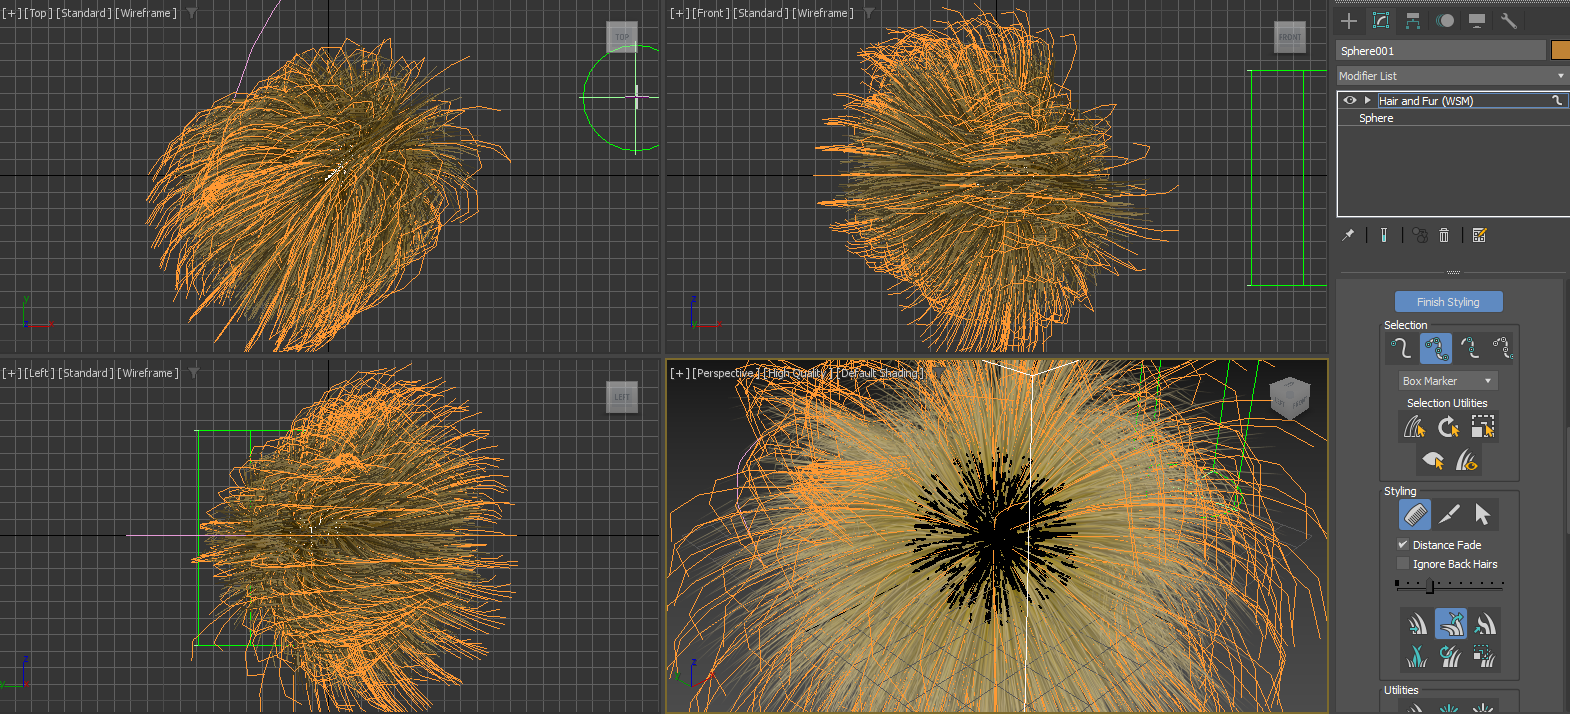 [+] [Top] [Standard] [Wireframe]
TOP
[+] [Front] [Standard] [Wireframe]
FRONT
[+] [Left] [Standard] [Wireframe]
LEFT
[+] [Perspective] [High Quality] [Default Shading]
Sphere001
Modifier List
Hair and Fur (WSM)
Sphere
Finish Styling
Selection
Box Marker
Selection Utilities
Styling
Distance Fade
Ignore Back Hairs
Utilities